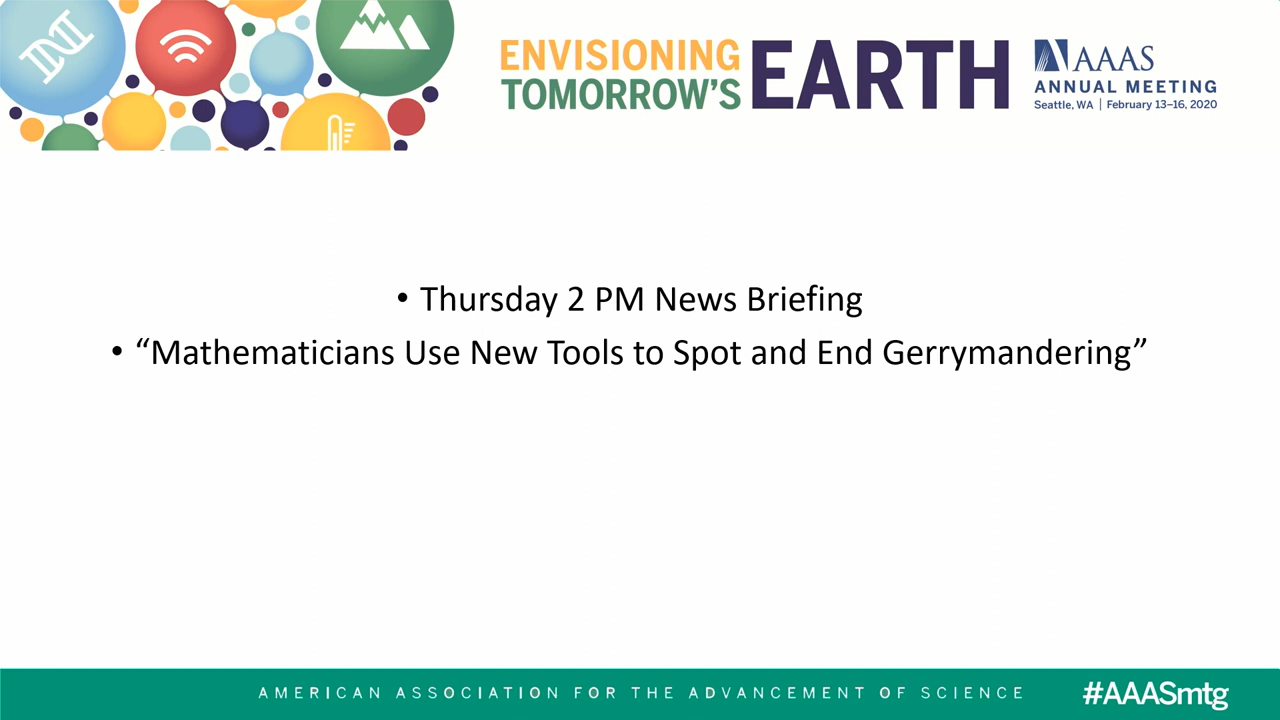 ENVISIONING
TOMORROW'S
EARTH
AAAS
ANNUAL MEETING
Seattle, WA | February 13–16, 2020
• Thursday 2 PM News Briefing
• “Mathematicians Use New Tools to Spot and End Gerrymandering”
AMERICAN ASSOCIATION FOR THE ADVANCEMENT OF SCIENCE
#AAASmtg